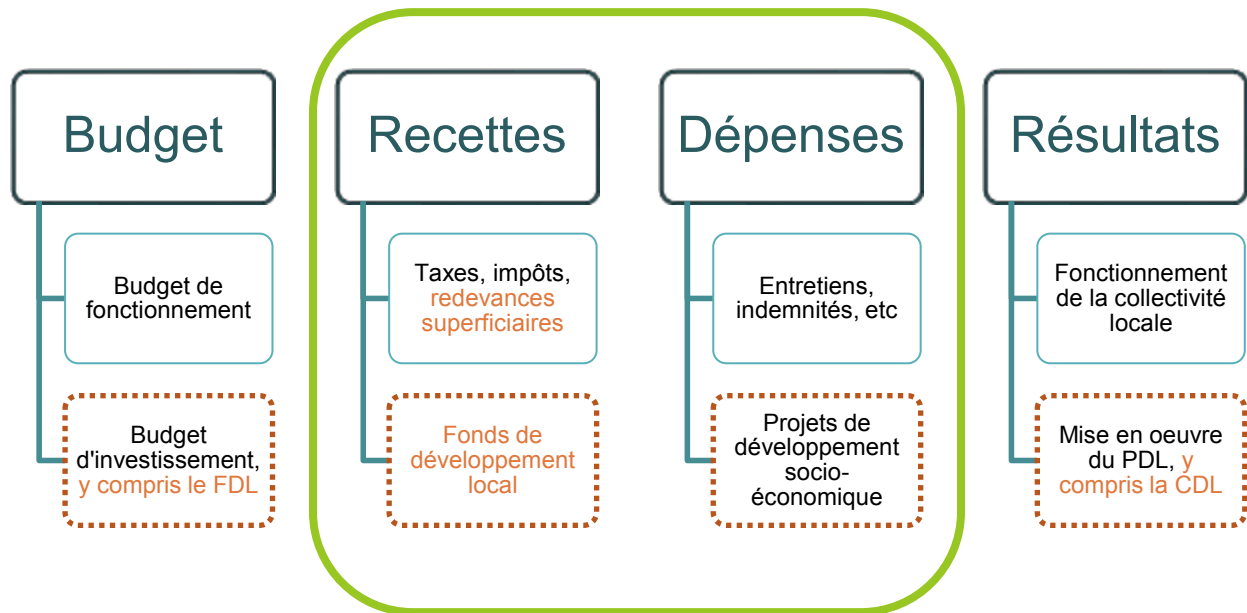 Budget
Budget de
fonctionnement
Budget
d'investissement,
y compris le FDL
Recettes
Taxes, impôts,
redevances
superficiaires
Fonds de
développement
local
Dépenses
Entretiens,
indemnités, etc
Projets de
développement
socio-
économique
Résultats
Fonctionnement
de la collectivité
locale
Mise en oeuvre
du PDL, y
compris la CDL